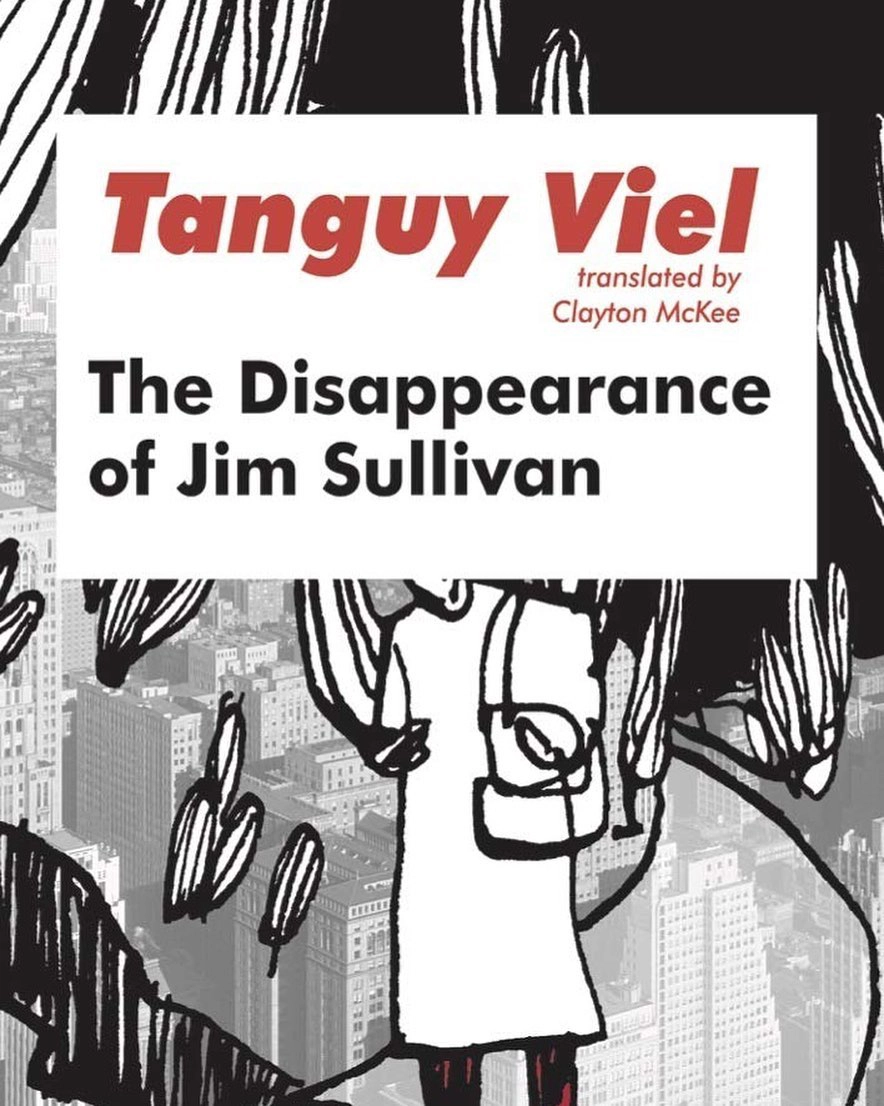 Tanguy Viel
translated by
Clayton McKee
The Disappearance
of Jim Sullivan